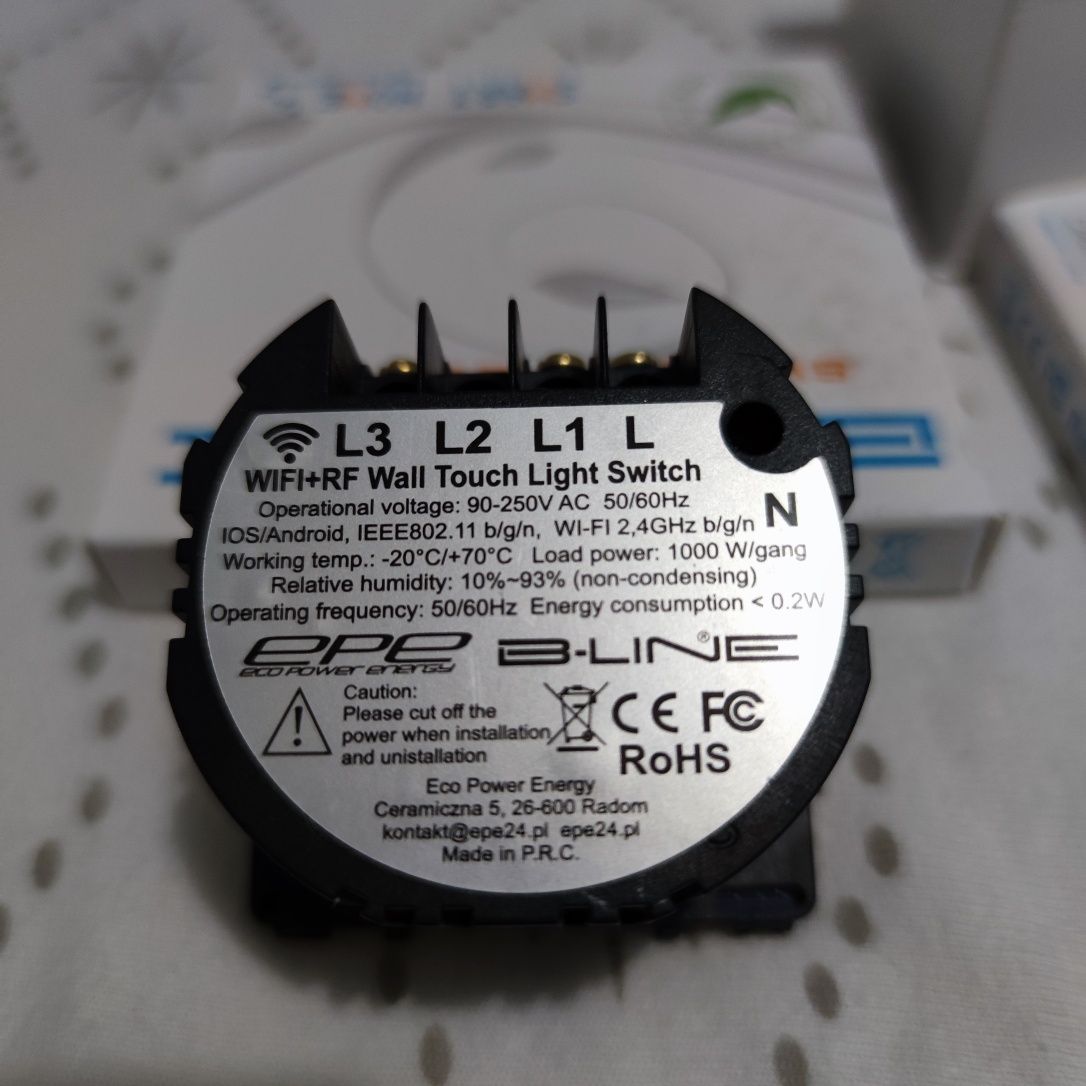 L3 L2 L1 L
WIFI+RF Wall Touch Light Switch
Operational voltage: 90-250V AC 50/60Hz
N
IOS/Android, IEEE802.11 b/g/n, WI-FI 2,4GHz b/g/n
Working temp.: -20°C/+70°C Load power: 1000 W/gang
Relative humidity: 10%~93% (non-condensing)
Operating frequency: 50/60Hz Energy consumption < 0.2W
epe B-LINE®
ECO POWER ENERGY
Caution:
Please cut off the
power when installation
and unistallation
CE FC
RoHS
Eco Power Energy
Ceramiczna 5, 26-600 Radom
kontakt@epe24.pl epe24.pl
Made in P.R.C.